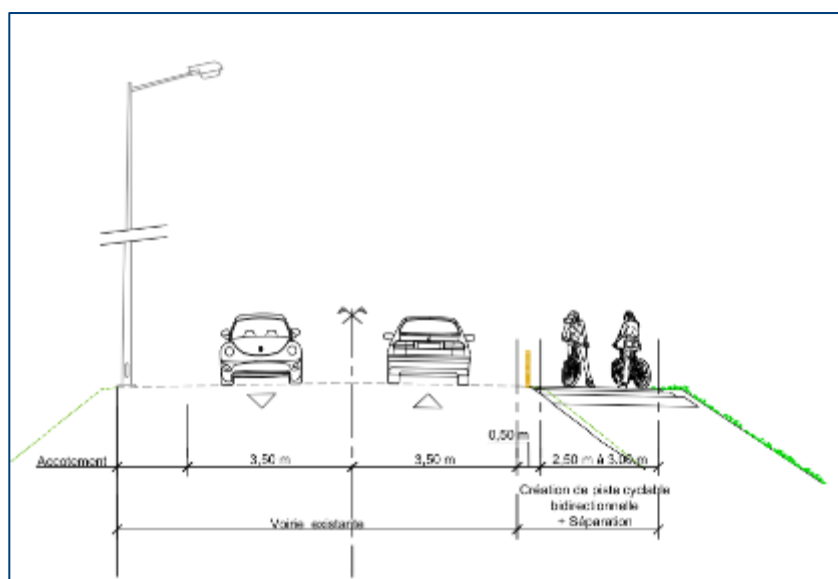 0,50 m
Accotement
3,50 m
3,50 m
2,50 m à 3,00 m
Création de piste cyclable
bidirectionnelle
+ Séparation
Voirie existante